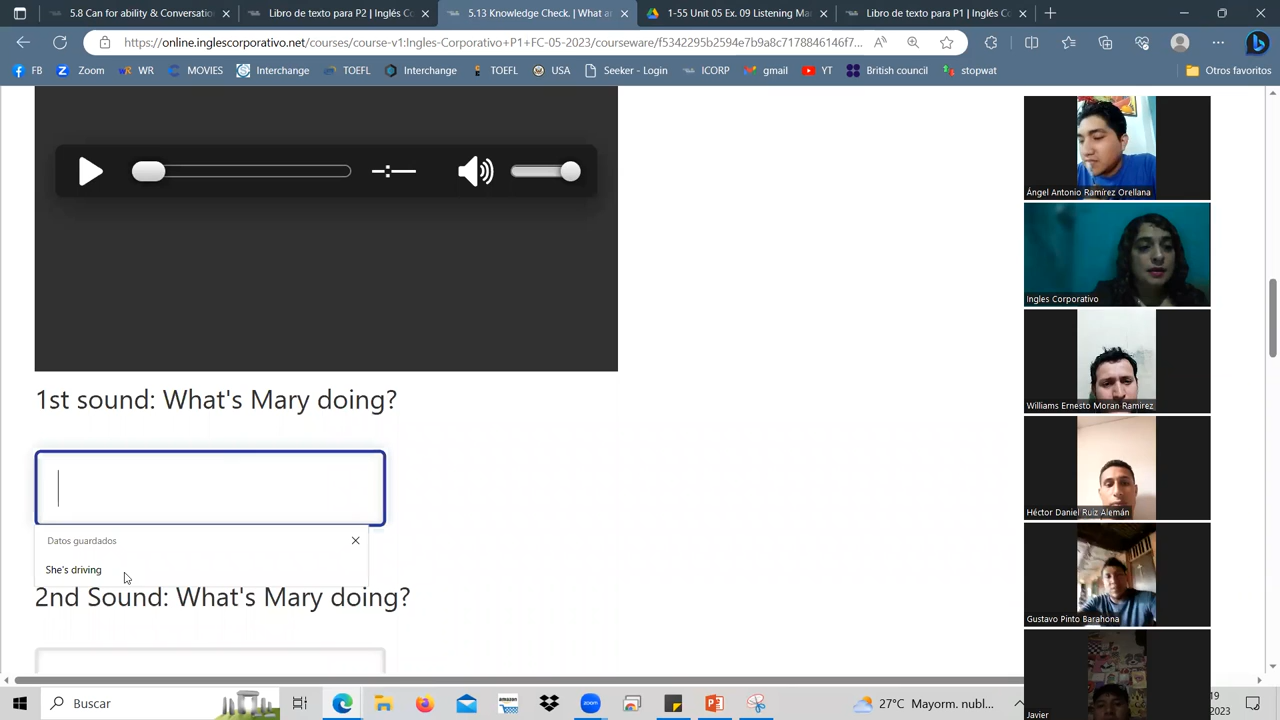 5.8 P2 | Can for ability & Conversatio
Libro de texto para P2 | Inglés Co
5.13 Knowledge Check. | What ar
1-55 Unit 03. Ex. 09 Listening Ma
Libro de texto para P1 | Inglés Co
https://online.inglescorporativo.net/courses/course-v1:Ingles-Corporativo+P1+FC-05-2023/courseware/f5342295b2594e7b9a8c7178846146f7...
FB
Zoom
WR
MOVIES
Interchange
TOEFL
Interchange
TOEFL
USA
Seeker - Login
ICORP
gmail
YT
British council
stopwat
Otros favoritos
Ángel Antonio Ramírez Orellana
Ingles Corporativo
Williams Ernesto Moran Ramirez
Héctor Daniel Ruiz Alemán
Gustavo Pinto Barahona
Javier
1st sound: What's Mary doing?
Datos guardados
She's driving
2nd Sound: What's Mary doing?
Buscar
27°C Mayorm. nubl...
19
2023